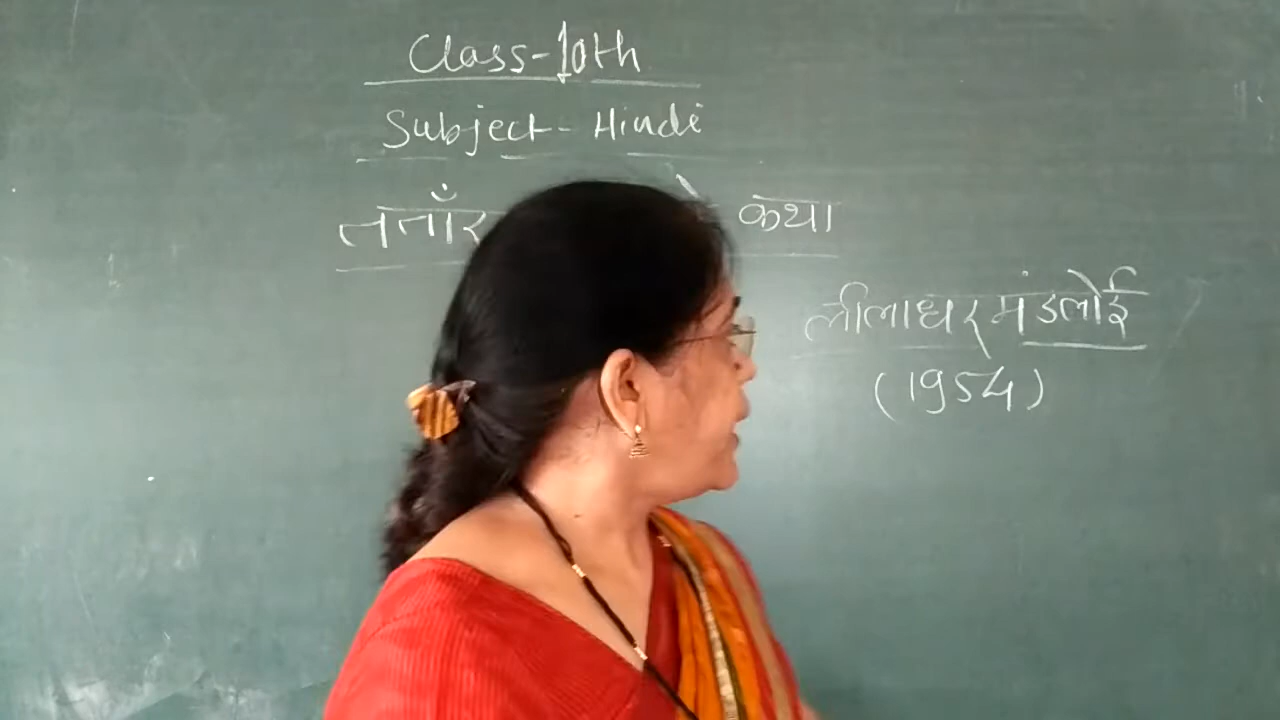 Class-10th
Subject- Hindi
कथा
लीलाधर मंडलोई
(1954)